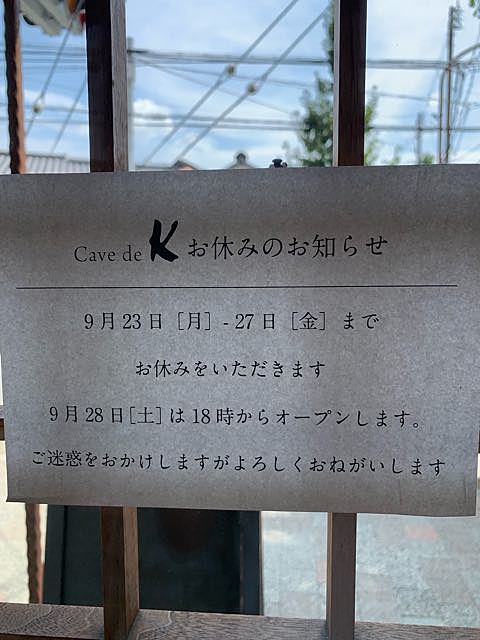 Cave de K お休みのお知らせ
9月23日［月］-27日［金］まで
お休みをいただきます
9月28日［土］は18時からオープンします。
ご迷惑をおかけしますがよろしくおねがいします